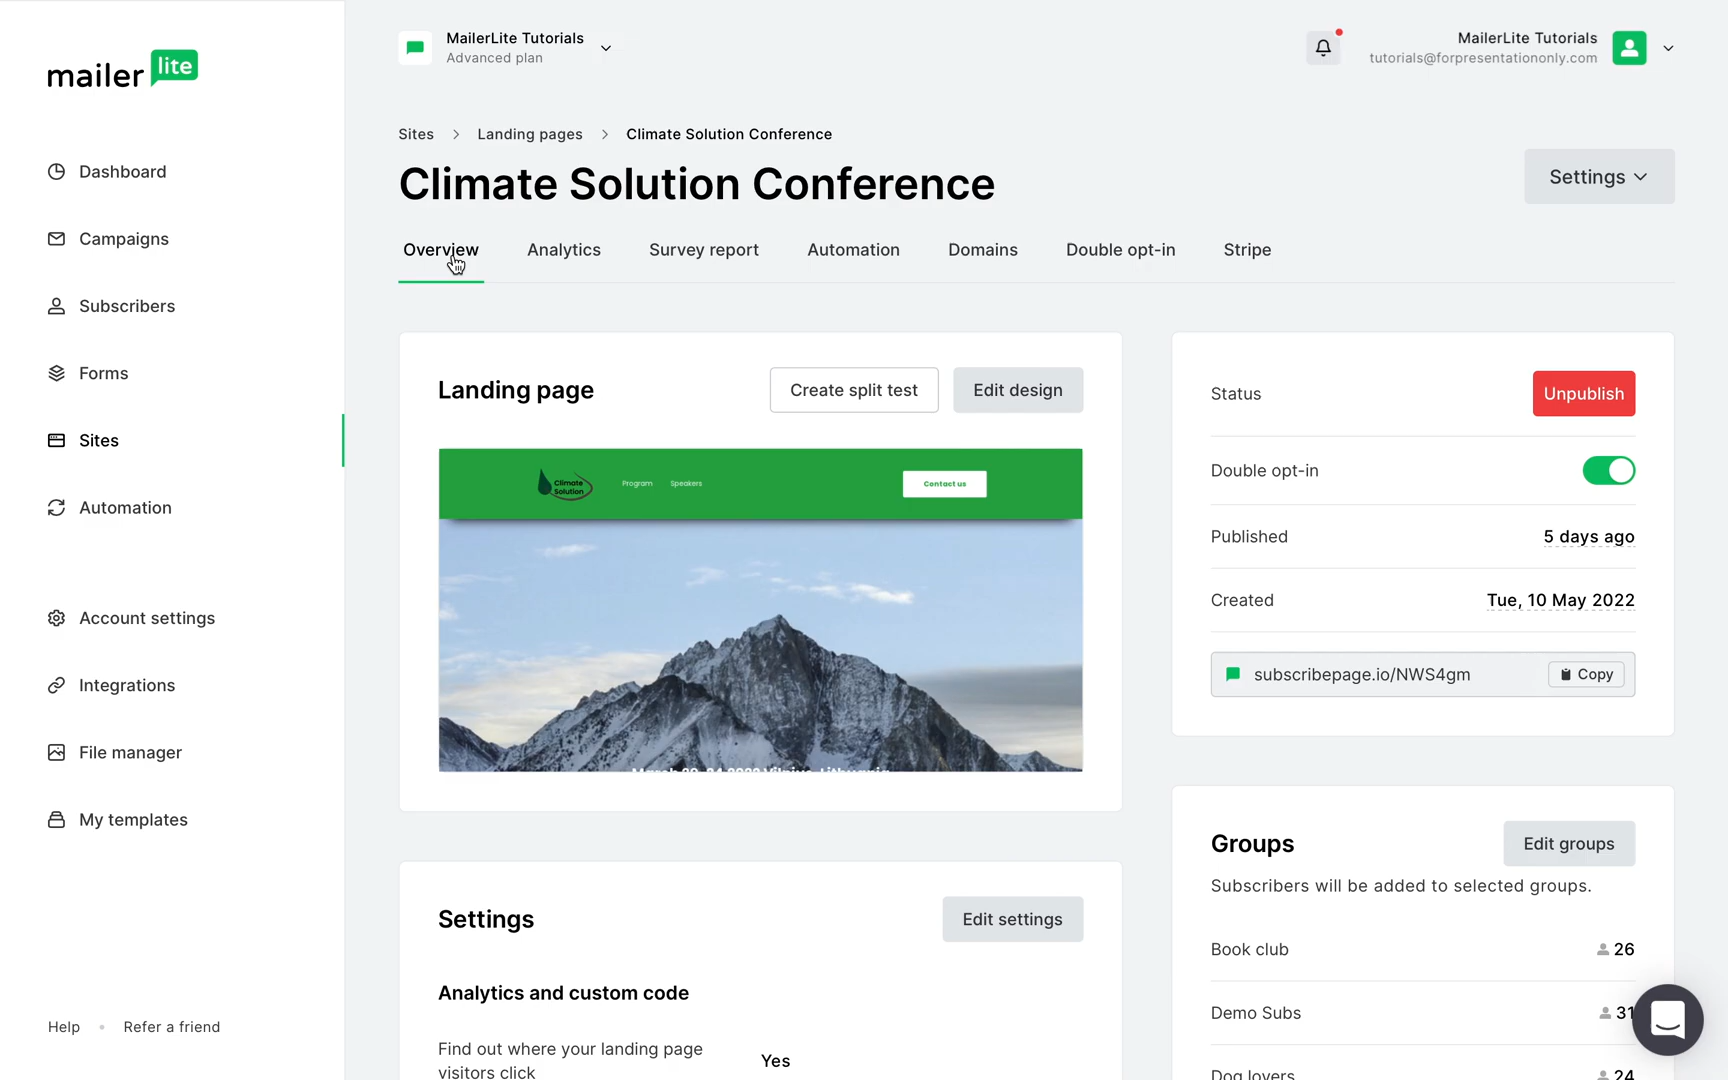 mailer lite
MailerLite Tutorials
Advanced plan
MailerLite Tutorials
tutorials@forpresentationonly.com
Dashboard
Campaigns
Subscribers
Forms
Sites
Automation
Account settings
Integrations
File manager
My templates
Help • Refer a friend
Sites > Landing pages > Climate Solution Conference
Climate Solution Conference
Settings
Overview Analytics Survey report Automation Domains Double opt-in Stripe
Landing page
Create split test
Edit design
Climate
Solution
Program Speakers
Contact us
Settings
Edit settings
Analytics and custom code
Find out where your landing page
visitors click
Yes
Status
Unpublish
Double opt-in
Published 5 days ago
Created Tue, 10 May 2022
subscribepage.io/NWS4gm
Copy
Groups
Edit groups
Subscribers will be added to selected groups.
Book club 26
Demo Subs 31
Dog lovers 24